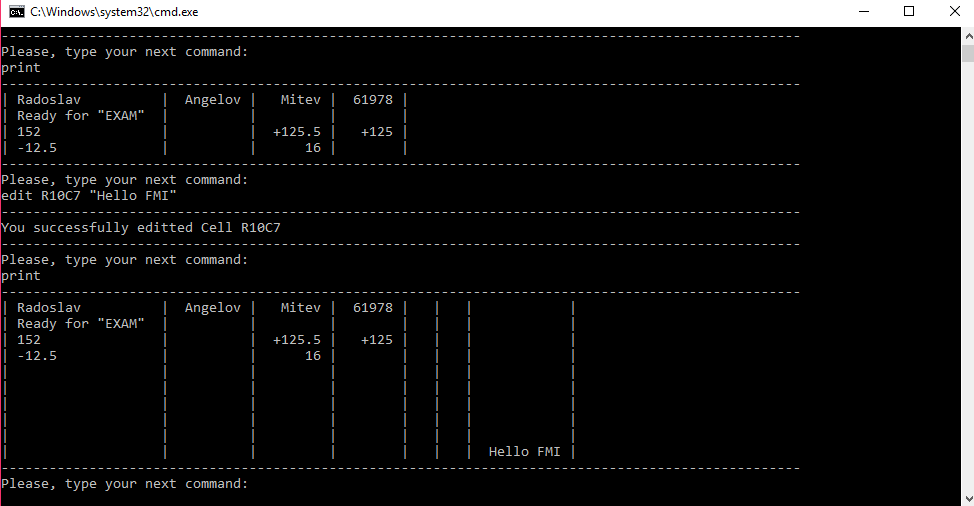 C:\Windows\system32\cmd.exe
----------------------------------------------------------------------------------------------------
Please, type your next command:
print
----------------------------------------------------------------------------------------------------
| Radoslav          |  Angelov |   Mitev |  61978 |
| Ready for "EXAM"  |          |         |        |
| 152               |          |  +125.5 |   +125 |
| -12.5             |          |      16 |        |
----------------------------------------------------------------------------------------------------
Please, type your next command:
edit R10C7 "Hello FMI"
----------------------------------------------------------------------------------------------------
You successfully editted Cell R10C7
----------------------------------------------------------------------------------------------------
Please, type your next command:
print
----------------------------------------------------------------------------------------------------
| Radoslav          |  Angelov |   Mitev |  61978 |   |   |            |
| Ready for "EXAM"  |          |         |        |   |   |            |
| 152               |          |  +125.5 |   +125 |   |   |            |
| -12.5             |          |      16 |        |   |   |            |
|                   |          |         |        |   |   |            |
|                   |          |         |        |   |   |            |
|                   |          |         |        |   |   |            |
|                   |          |         |        |   |   |            |
|                   |          |         |        |   |   |            |
|                   |          |         |        |   |   |  Hello FMI |
----------------------------------------------------------------------------------------------------
Please, type your next command: